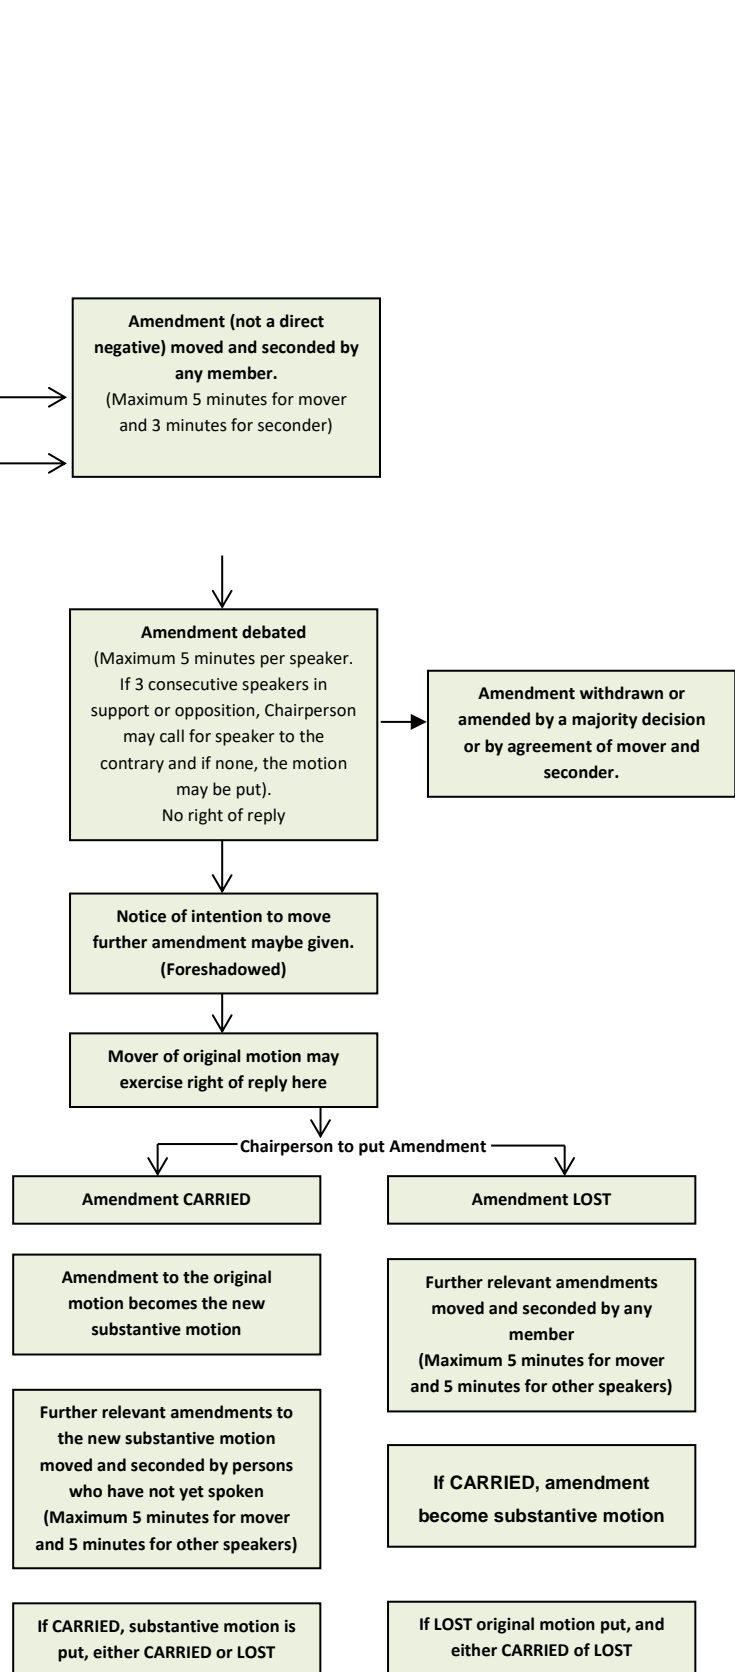 Amendment (not a direct
negative) moved and seconded by
any member.
(Maximum 5 minutes for mover
and 3 minutes for seconder)
Amendment debated
(Maximum 5 minutes per speaker.
If 3 consecutive speakers in
support or opposition, Chairperson
may call for speaker to the
contrary and if none, the motion
may be put).
No right of reply
Amendment withdrawn or
amended by a majority decision
or by agreement of mover and
seconder.
Notice of intention to move
further amendment maybe given.
(Foreshadowed)
Mover of original motion may
exercise right of reply here
Chairperson to put Amendment
Amendment CARRIED
Amendment to the original
motion becomes the new
substantive motion
Further relevant amendments to
the new substantive motion
moved and seconded by persons
who have not yet spoken
(Maximum 5 minutes for mover
and 5 minutes for other speakers)
If CARRIED, substantive motion is
put, either CARRIED or LOST
Amendment LOST
Further relevant amendments
moved and seconded by any
member
(Maximum 5 minutes for mover
and 5 minutes for other speakers)
If CARRIED, amendment
become substantive motion
If LOST original motion put, and
either CARRIED of LOST